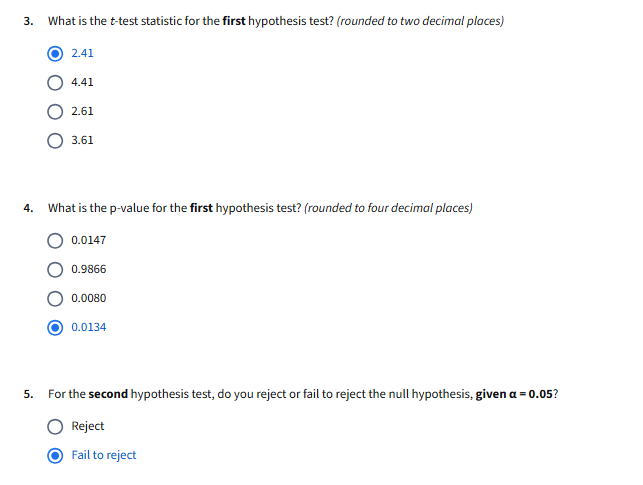 3. What is the t-test statistic for the first hypothesis test? (rounded to two decimal places)
2.41
4.41
2.61
3.61
4. What is the p-value for the first hypothesis test? (rounded to four decimal places)
0.0147
0.9866
0.0080
0.0134
5. For the second hypothesis test, do you reject or fail to reject the null hypothesis, given α = 0.05?
Reject
Fail to reject